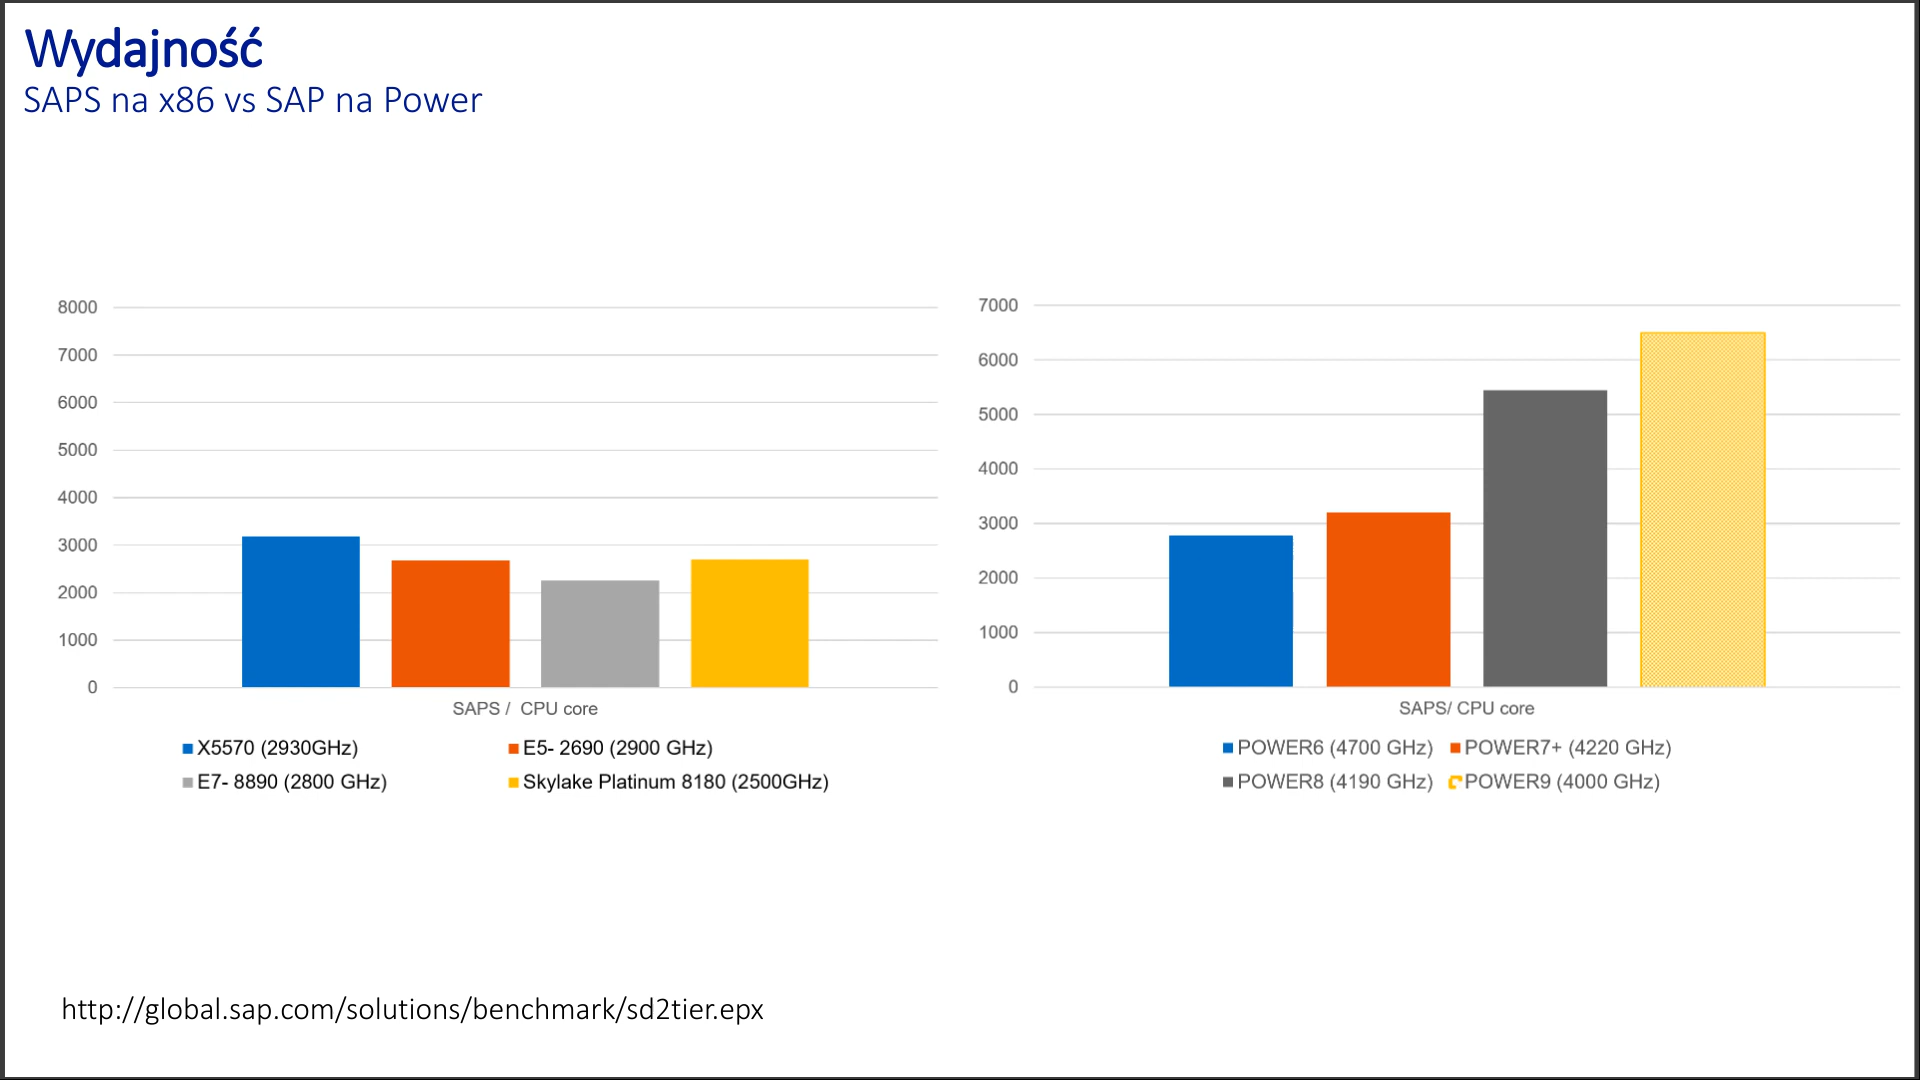 Wydajność
SAPS na x86 vs SAP na Power
8000
7000
6000
5000
4000
3000
2000
1000
0
SAPS /  CPU core
X5570 (2930GHz)
E5- 2690 (2900 GHz)
E7- 8890 (2800 GHz)
Skylake Platinum 8180 (2500GHz)
7000
6000
5000
4000
3000
2000
1000
0
SAPS/ CPU core
POWER6 (4700 GHz)
POWER7+ (4220 GHz)
POWER8 (4190 GHz)
POWER9 (4000 GHz)
http://global.sap.com/solutions/benchmark/sd2tier.epx